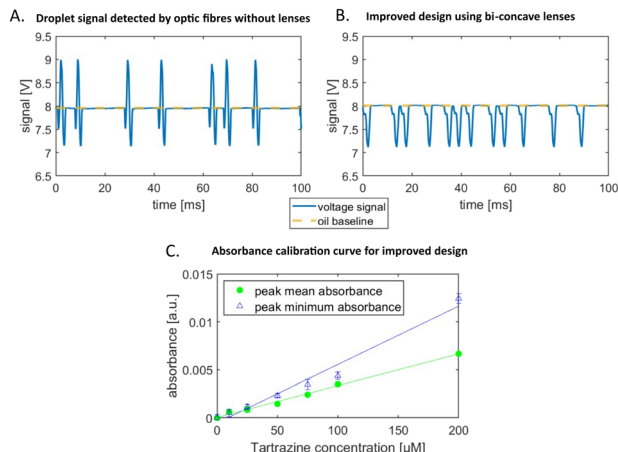 A. Droplet signal detected by optic fibres without lenses
9.5
9
8.5
8
7.5
7
6.5
signal [V]
0 20 40 60 80 100
time [ms]
B. Improved design using bi-concave lenses
9.5
9
8.5
8
7.5
7
6.5
signal [V]
0 20 40 60 80 100
time [ms]
voltage signal
oil baseline
C. Absorbance calibration curve for improved design
0.015
0.01
0.005
0
absorbance [a.u.]
peak mean absorbance
peak minimum absorbance
0 50 100 150 200
Tartrazine concentration [µM]